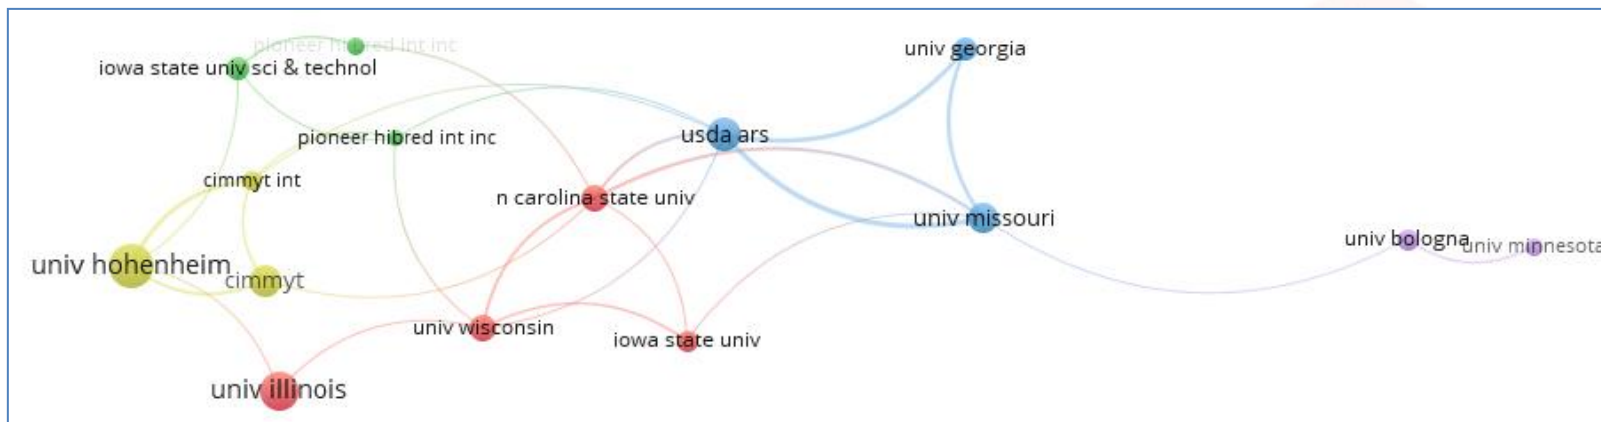 pioneer hibred int int
univ georgia
iowa state univ sci & technol
usda ars
pioneer hibred int inc
cimmyt int
n carolina state univ
univ missouri
univ bologna
univ minnesota
univ hohenheim
cimmyt
univ wisconsin
iowa state univ
univ illinois